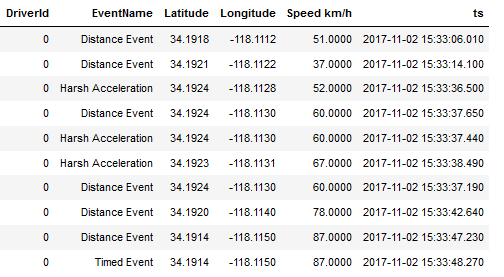 DriverId EventName Latitude Longitude Speed km/h ts
0 Distance Event 34.1918 -118.1112 51.0000 2017-11-02 15:33:06.010
0 Distance Event 34.1921 -118.1122 37.0000 2017-11-02 15:33:14.100
0 Harsh Acceleration 34.1924 -118.1128 52.0000 2017-11-02 15:33:36.500
0 Distance Event 34.1924 -118.1130 60.0000 2017-11-02 15:33:37.650
0 Harsh Acceleration 34.1924 -118.1130 60.0000 2017-11-02 15:33:37.440
0 Harsh Acceleration 34.1923 -118.1131 67.0000 2017-11-02 15:33:38.490
0 Distance Event 34.1924 -118.1130 60.0000 2017-11-02 15:33:37.190
0 Distance Event 34.1920 -118.1140 78.0000 2017-11-02 15:33:42.640
0 Distance Event 34.1914 -118.1150 87.0000 2017-11-02 15:33:47.230
0 Timed Event 34.1914 -118.1150 87.0000 2017-11-02 15:33:48.270